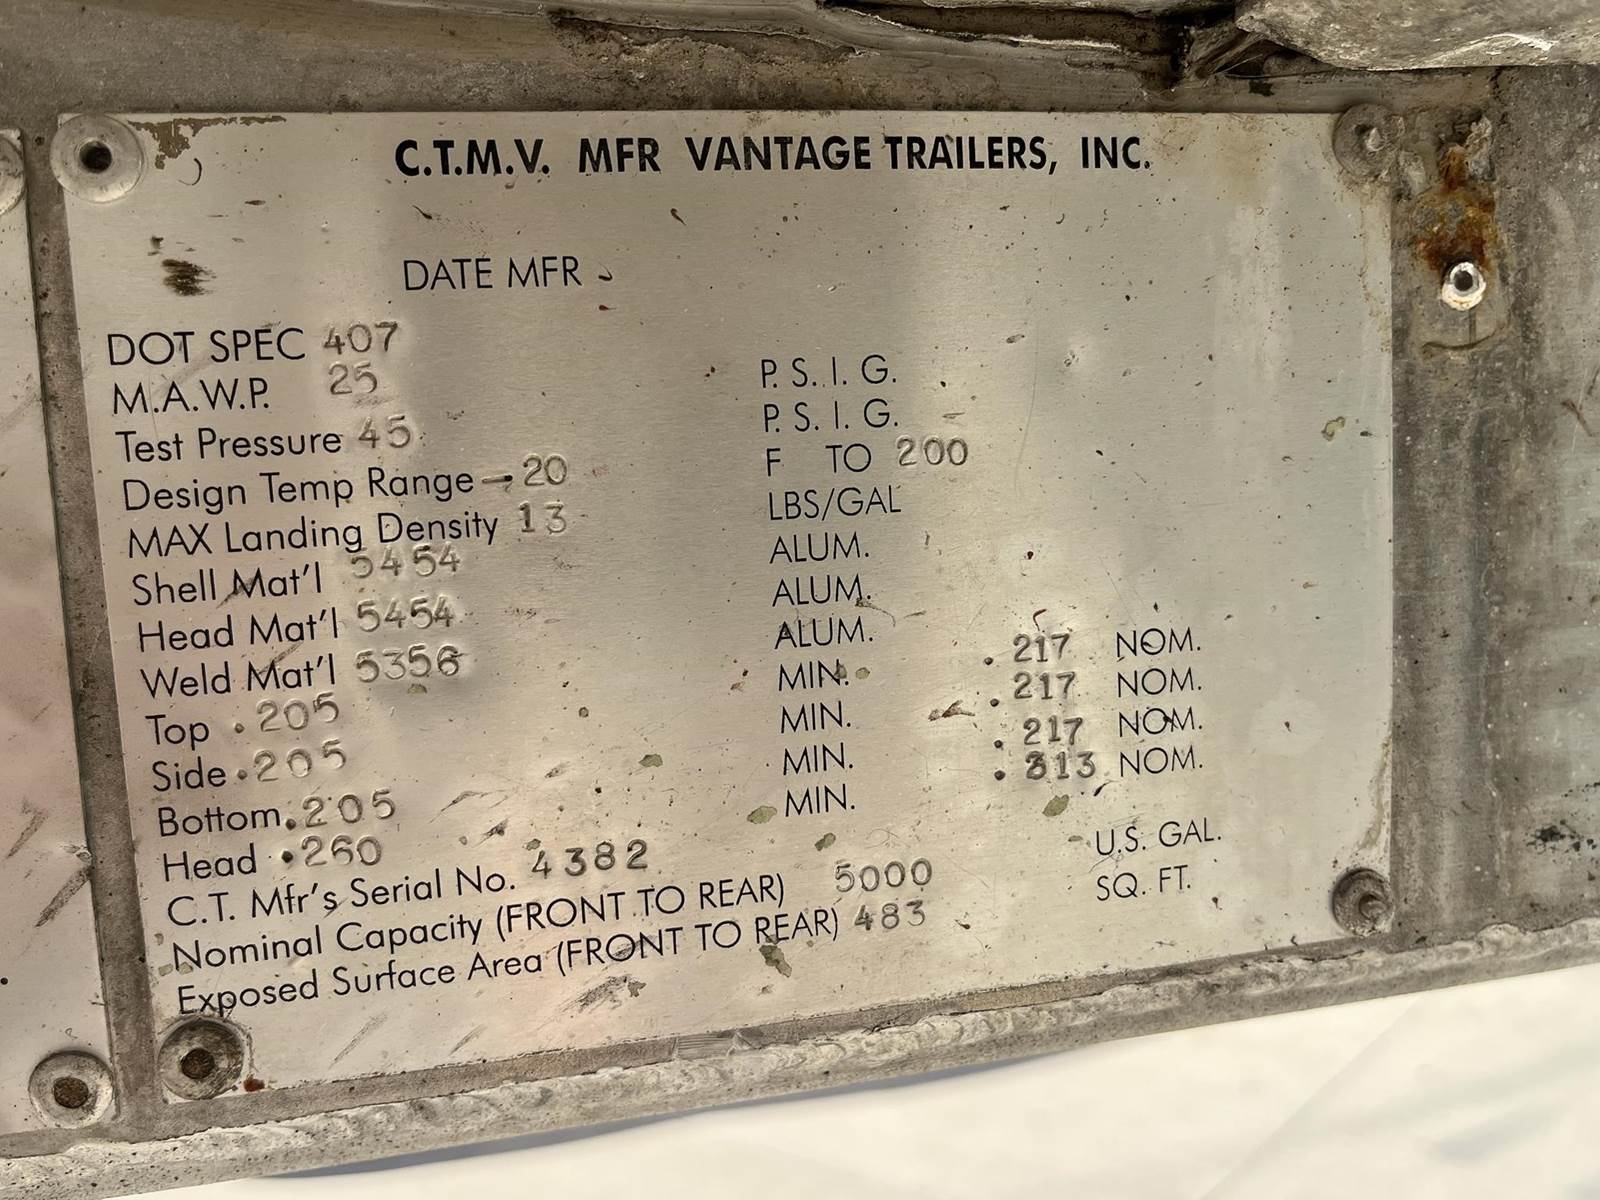 C.T.M.V. MFR VANTAGE TRAILERS, INC.
DATE MFR
DOT SPEC 407
M.A.W.P. 25 P.S.I.G.
Test Pressure 45 P.S.I.G.
Design Temp Range -20 F TO 200
MAX Landing Density 13 LBS/GAL
Shell Mat'l 5454 ALUM.
Head Mat'l 5454 ALUM.
Weld Mat'l 5356 ALUM.
Top .205 MIN. .217 NOM.
Side .205 MIN. .217 NOM.
Bottom .205 MIN. .217 NOM.
Head .260 MIN. .313 NOM.
C.T. Mfr's Serial No. 4382
Nominal Capacity (FRONT TO REAR) 5000 U.S. GAL.
Exposed Surface Area (FRONT TO REAR) 483 SQ. FT.